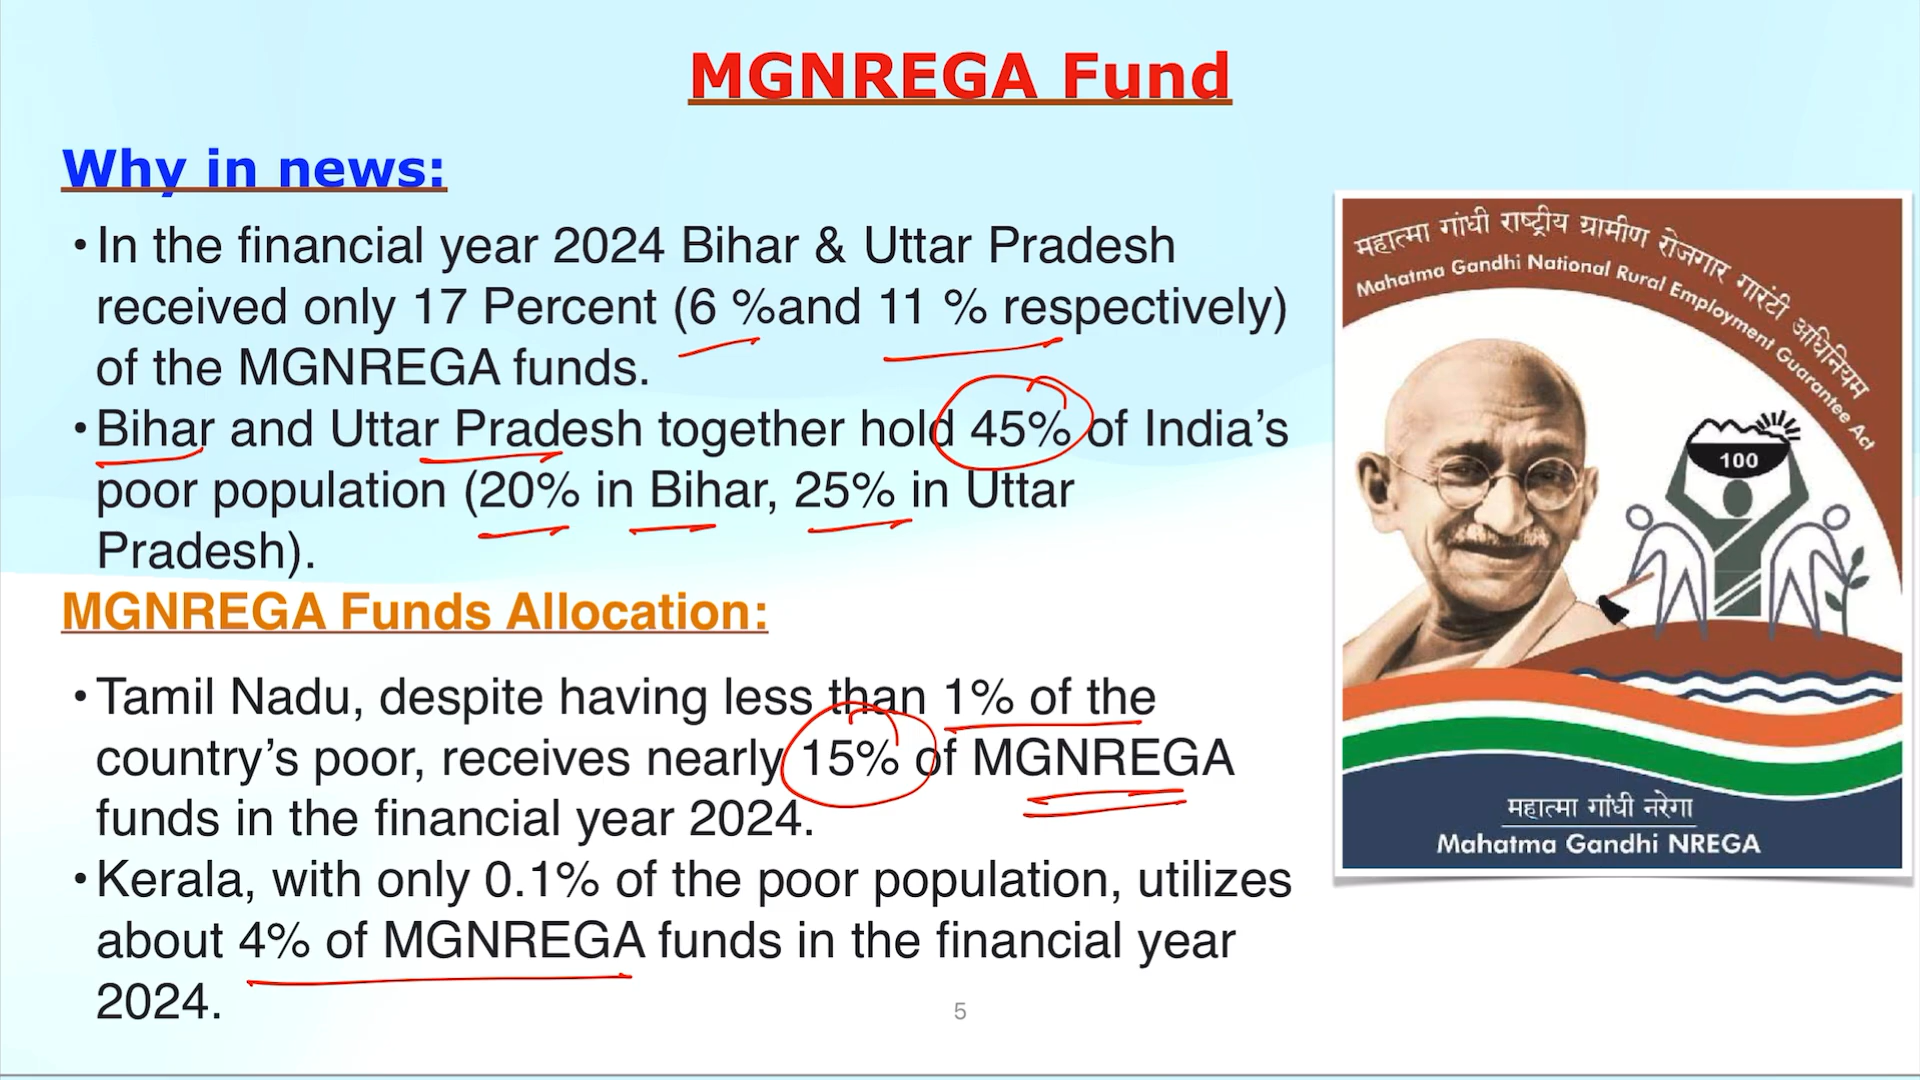 MGNREGA Fund
Why in news:
•In the financial year 2024 Bihar & Uttar Pradesh
received only 17 Percent (6 %and 11 % respectively)
of the MGNREGA funds.
•Bihar and Uttar Pradesh together hold 45% of India’s
poor population (20% in Bihar, 25% in Uttar
Pradesh).
MGNREGA Funds Allocation:
•Tamil Nadu, despite having less than 1% of the
country’s poor, receives nearly 15% of MGNREGA
funds in the financial year 2024.
•Kerala, with only 0.1% of the poor population, utilizes
about 4% of MGNREGA funds in the financial year
2024.
महात्मा गांधी राष्ट्रीय ग्रामीण रोजगार गारंटी अधिनियम
Mahatma Gandhi National Rural Employment Guarantee Act
100
महात्मा गांधी नरेगा
Mahatma Gandhi NREGA
5